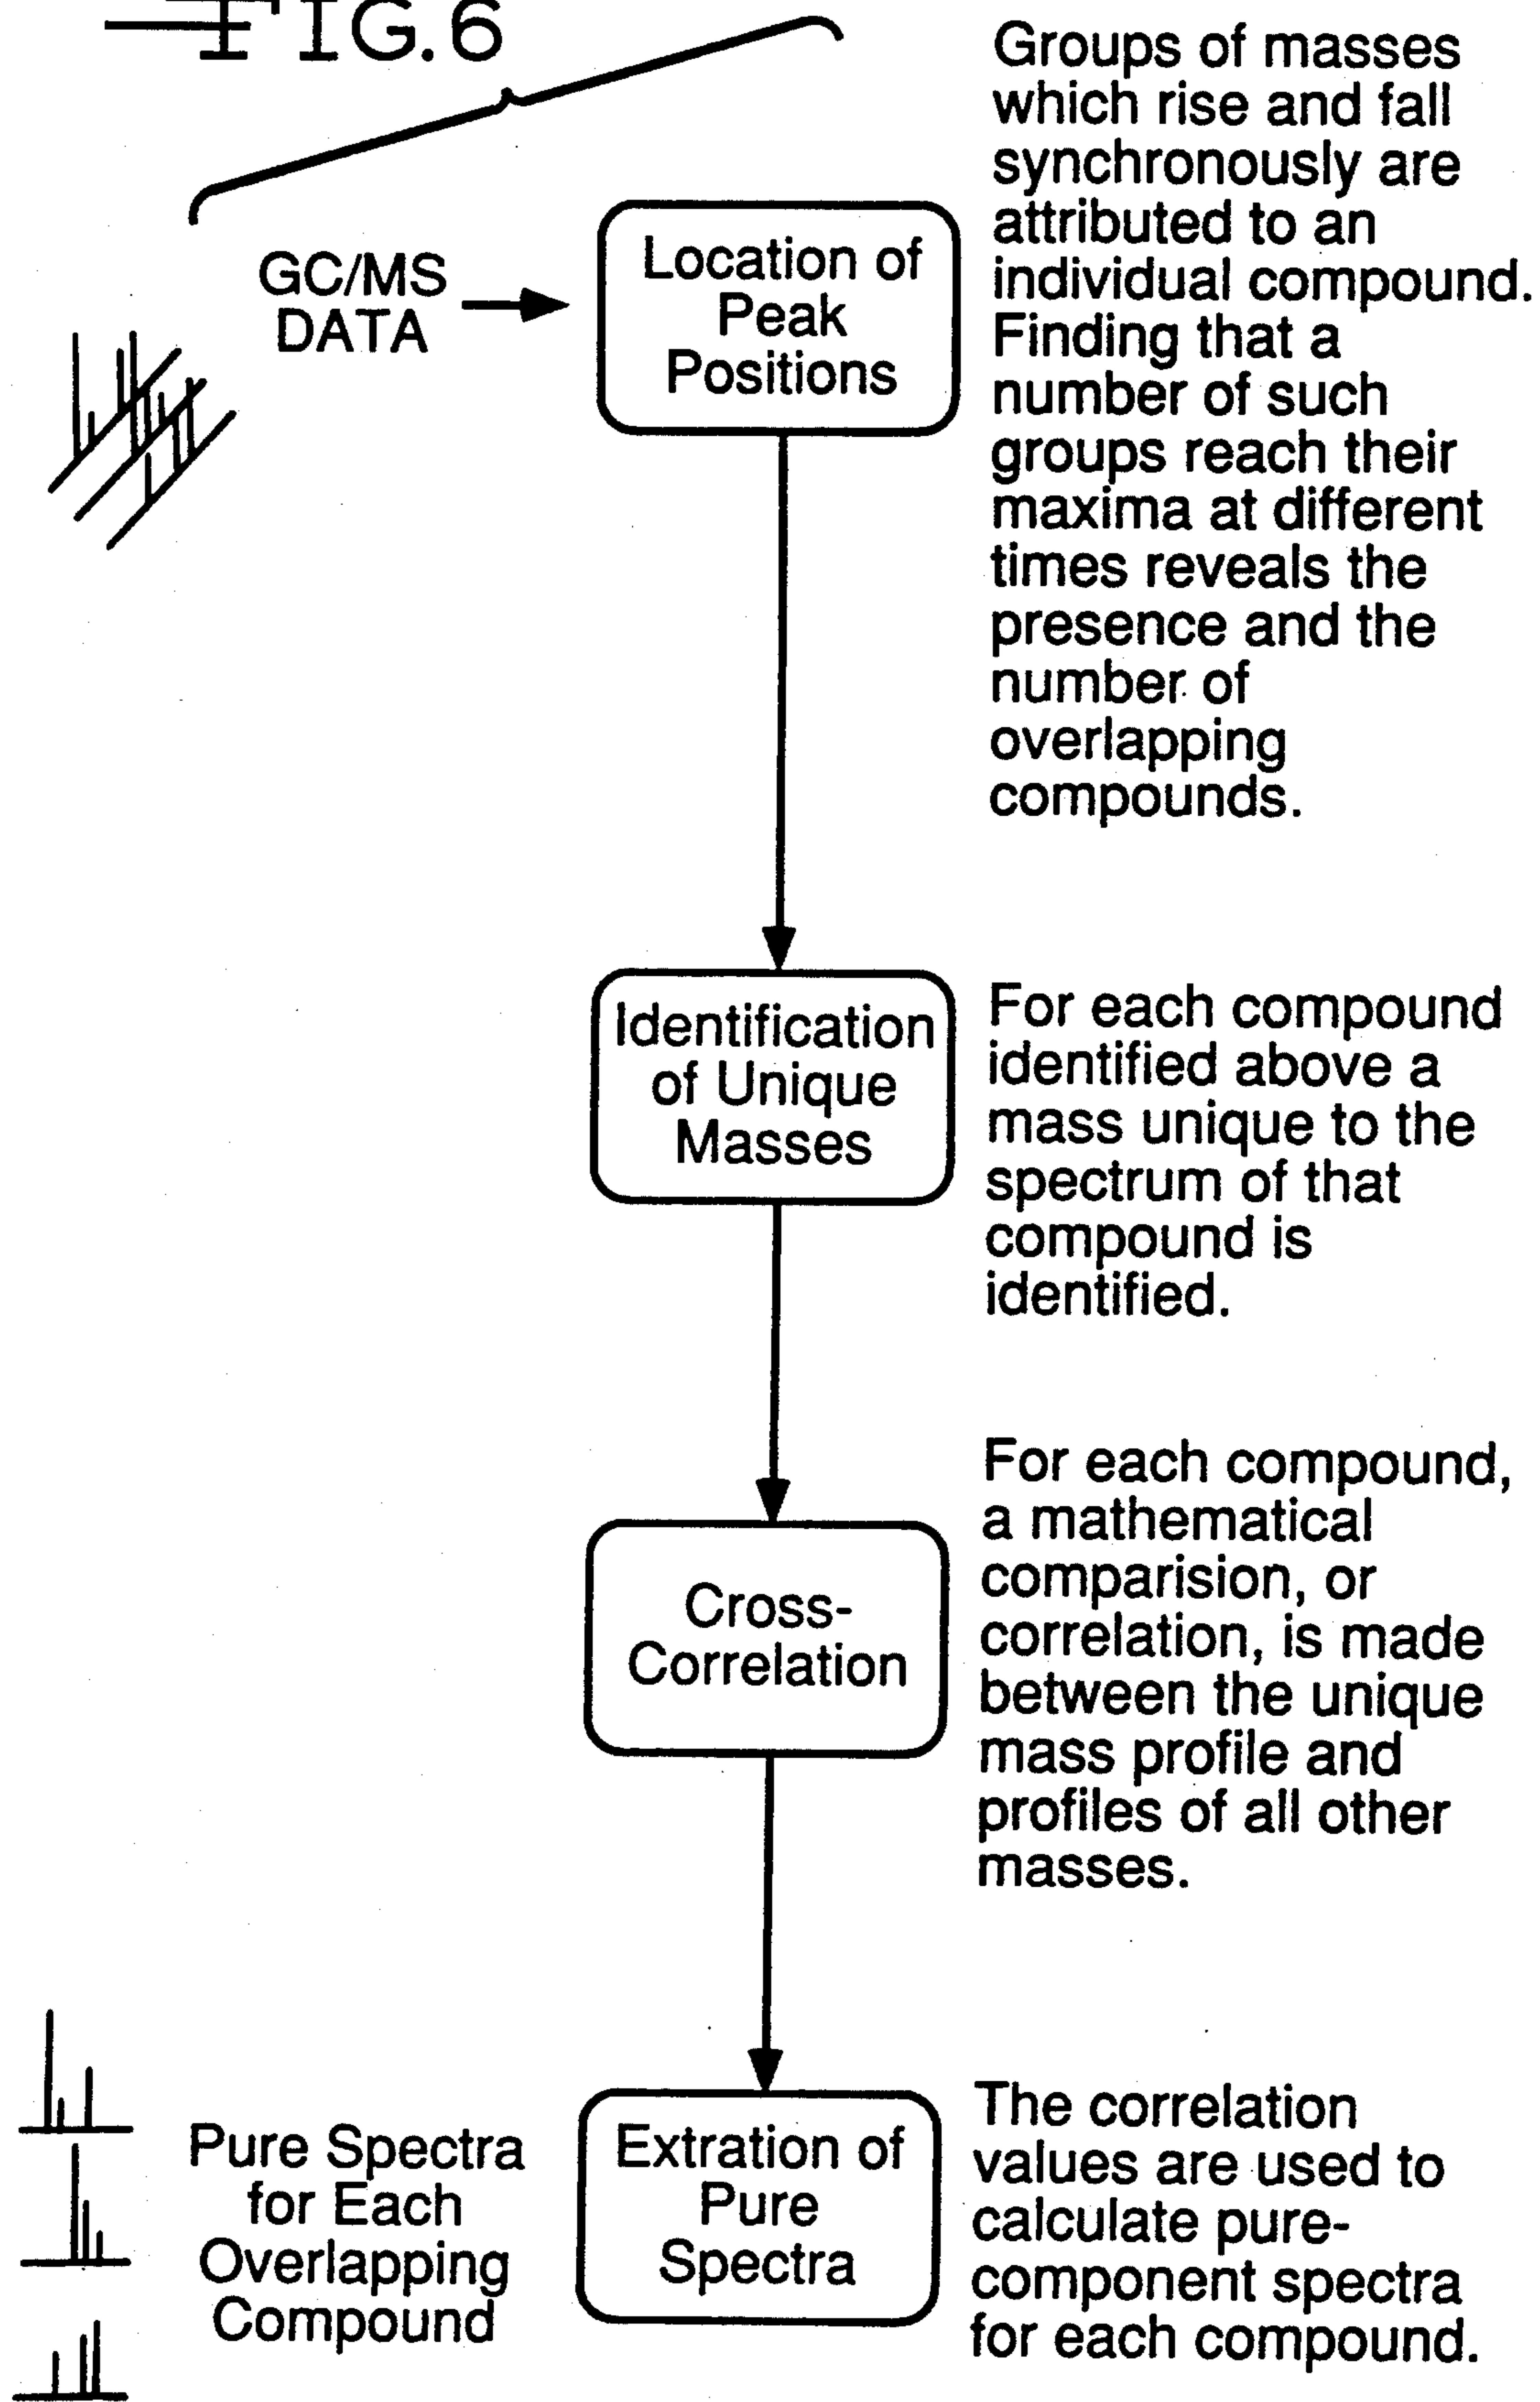 FIG.6
GC/MS
DATA
Location of
Peak
Positions
Groups of masses
which rise and fall
synchronously are
attributed to an
individual compound.
Finding that a
number of such
groups reach their
maxima at different
times reveals the
presence and the
number of
overlapping
compounds.
Identification
of Unique
Masses
For each compound
identified above a
mass unique to the
spectrum of that
compound is
identified.
Cross-
Correlation
For each compound,
a mathematical
comparision, or
correlation, is made
between the unique
mass profile and
profiles of all other
masses.
Pure Spectra
for Each
Overlapping
Compound
Extration of
Pure
Spectra
The correlation
values are used to
calculate pure-
component spectra
for each compound.